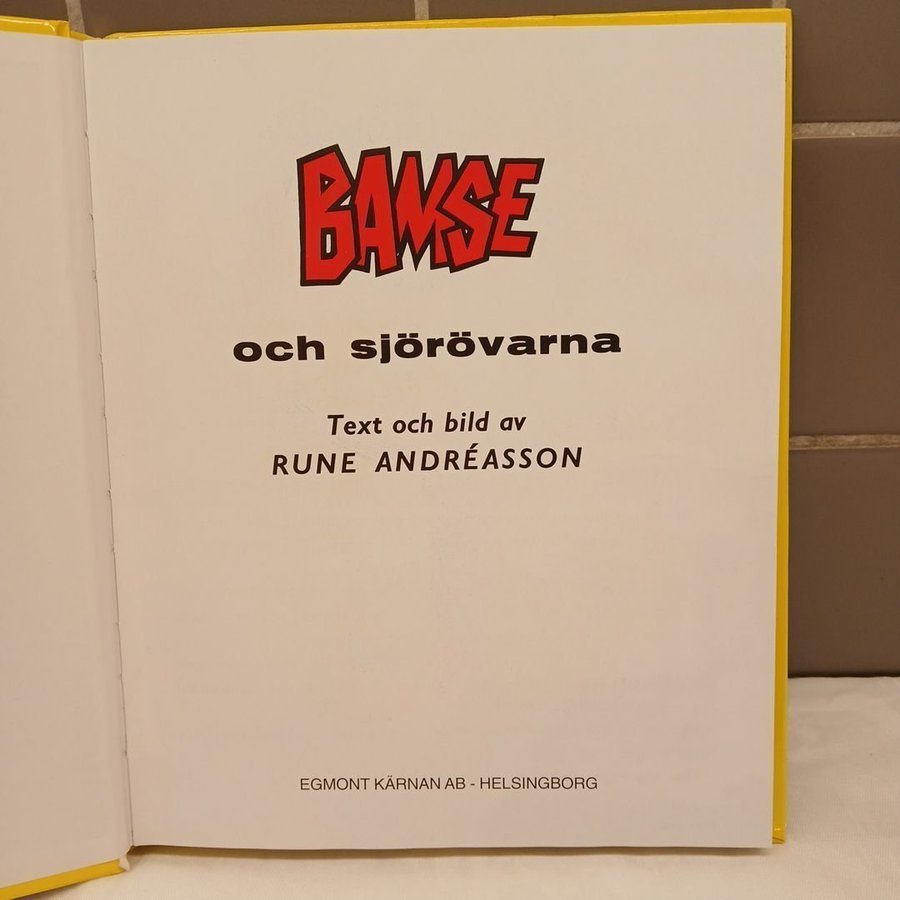 BAMSE
och sjörövarna
Text och bild av
RUNE ANDRÉASSON
EGMONT KÄRNAN AB - HELSINGBORG